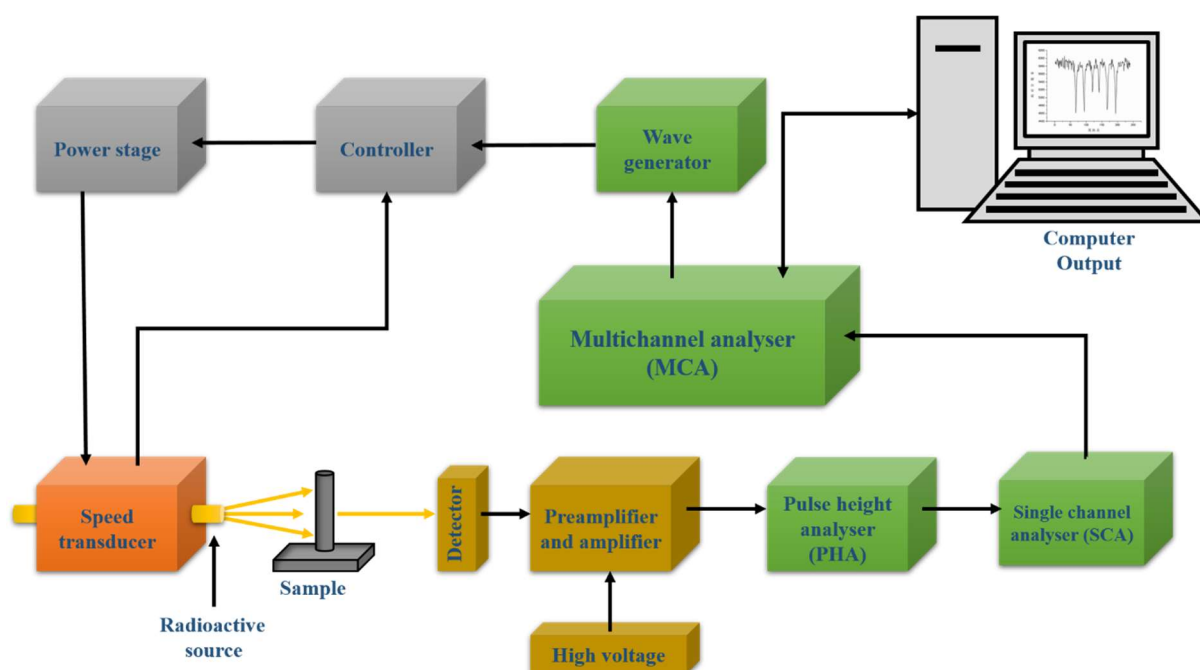 Power stage
Controller
Wave
generator
Computer
Output
Multichannel analyser
(MCA)
Speed
transducer
Sample
Detector
Preamplifier
and amplifier
Pulse height
analyser
(PHA)
Single channel
analyser (SCA)
Radioactive
source
High voltage